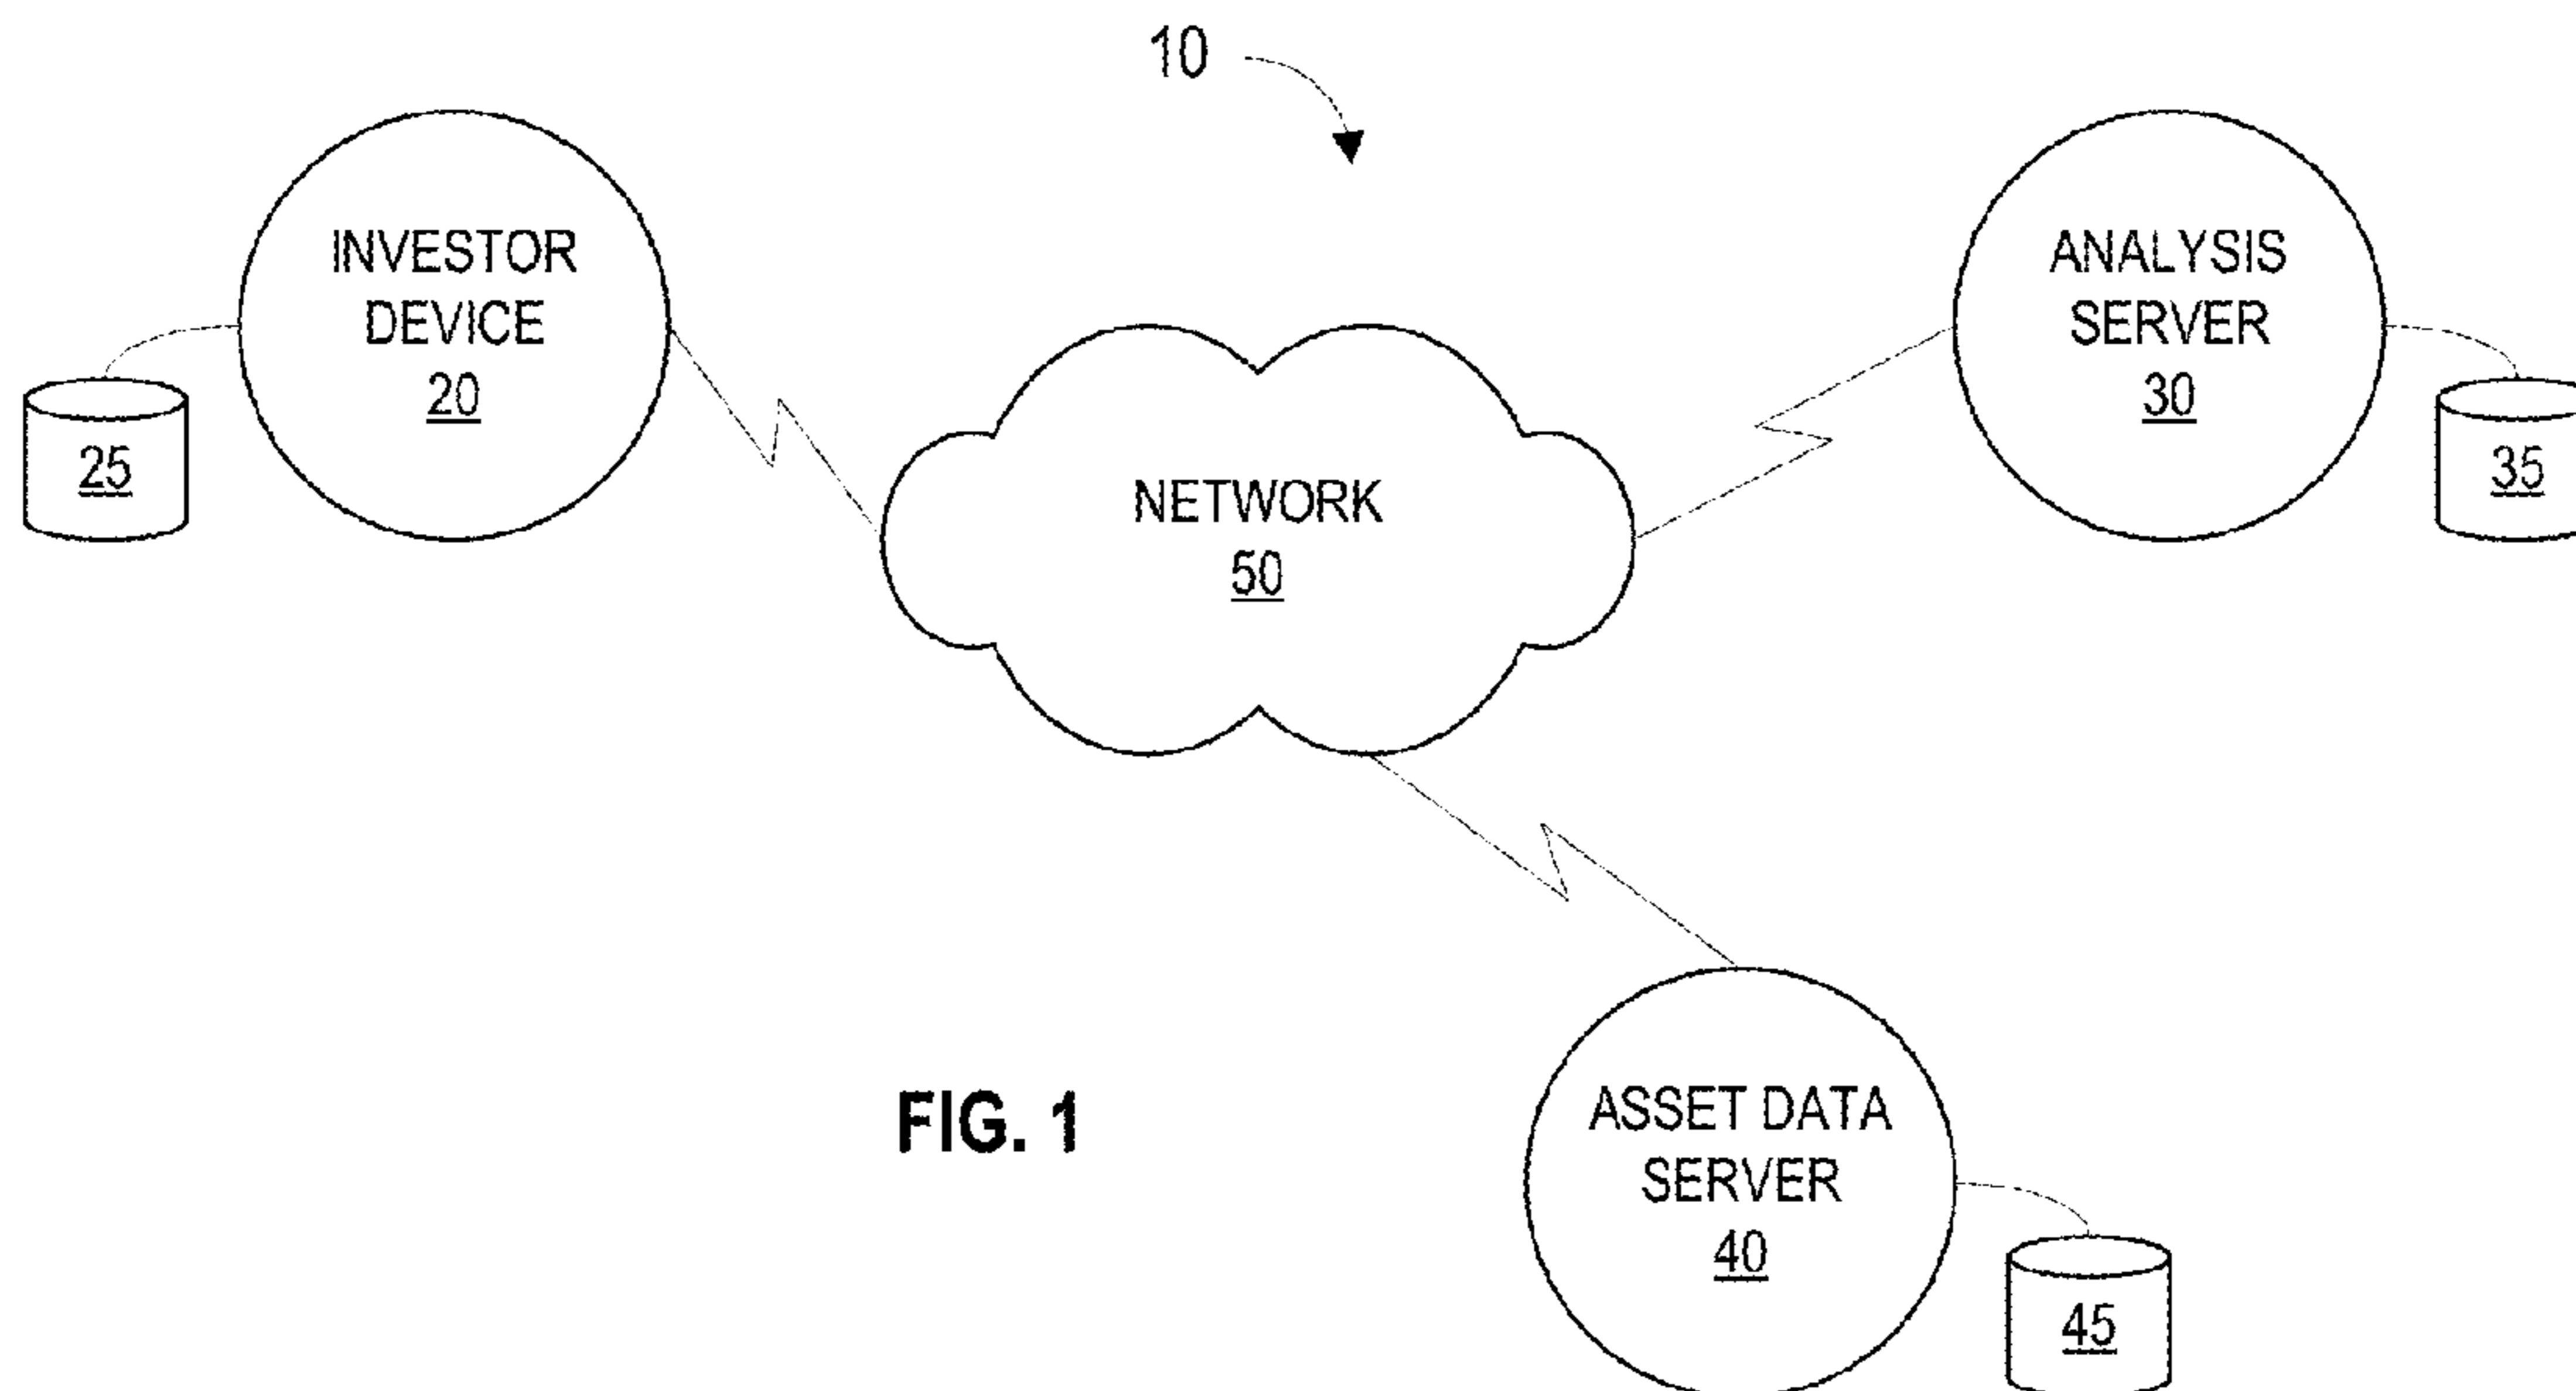 10
INVESTOR
DEVICE
20
25
ANALYSIS
SERVER
30
35
NETWORK
50
FIG. 1
ASSET DATA
SERVER
40
45